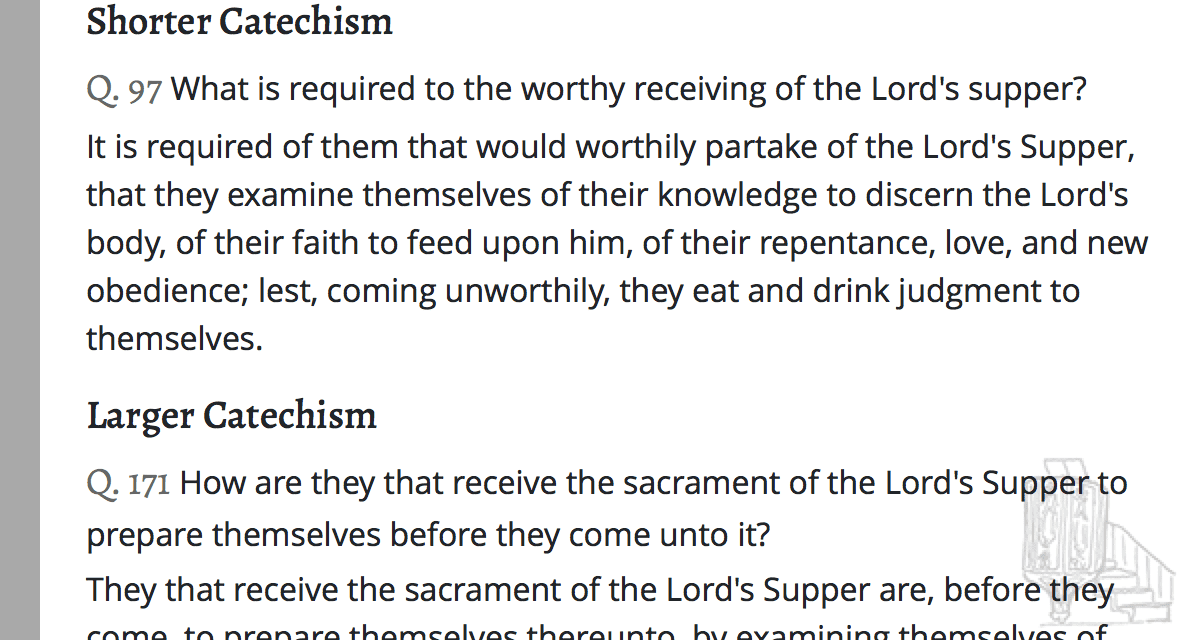 Shorter Catechism
Q. 97 What is required to the worthy receiving of the Lord's supper?
It is required of them that would worthily partake of the Lord's Supper,
that they examine themselves of their knowledge to discern the Lord's
body, of their faith to feed upon him, of their repentance, love, and new
obedience; lest, coming unworthily, they eat and drink judgment to
themselves.
Larger Catechism
Q. 171 How are they that receive the sacrament of the Lord's Supper to
prepare themselves before they come unto it?
They that receive the sacrament of the Lord's Supper are, before they
come, to prepare themselves thereunto, by examining themselves of